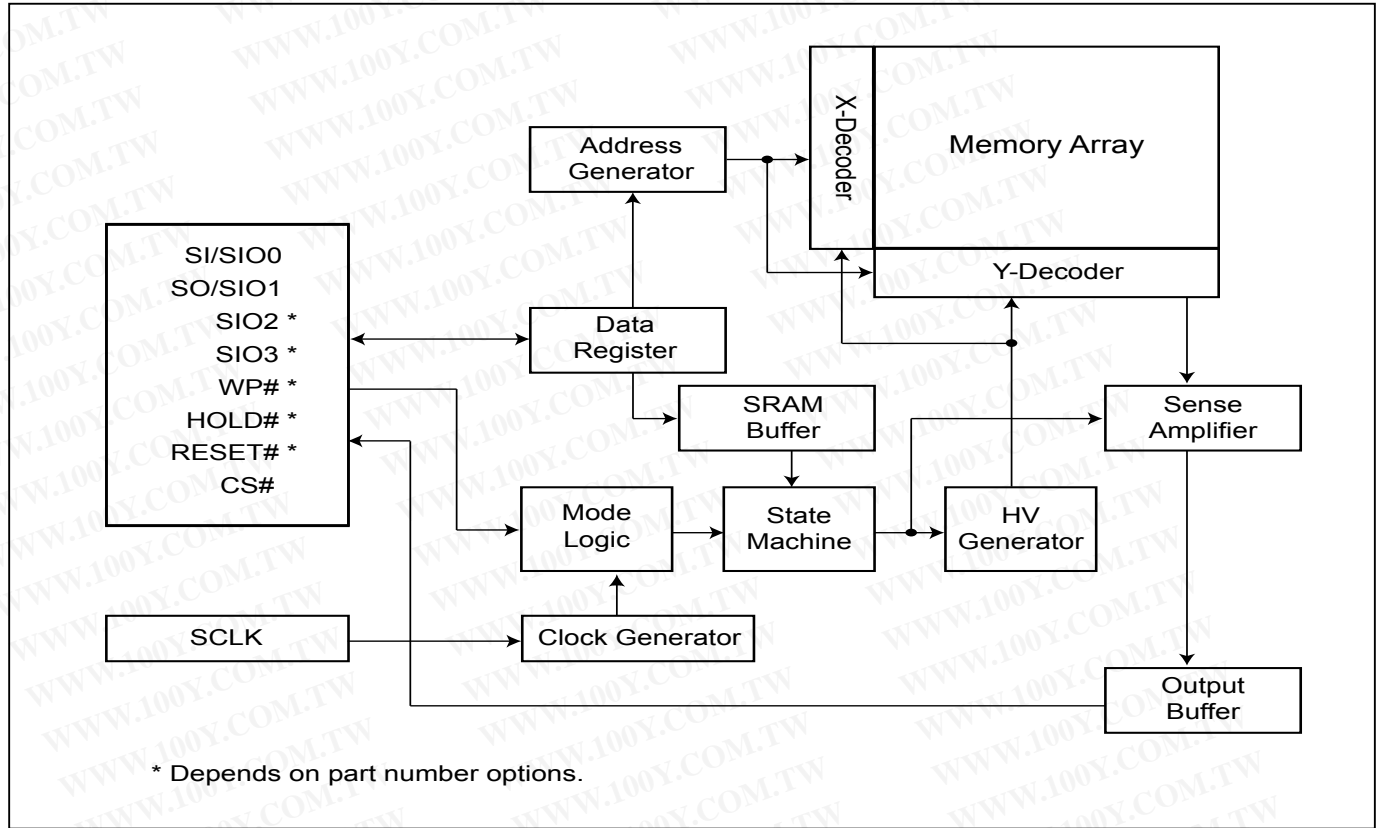 Address
Generator
X-Decoder
Memory Array
Y-Decoder
SI/SIO0
SO/SIO1
SIO2 *
SIO3 *
WP# *
HOLD# *
RESET# *
CS#
Data
Register
SRAM
Buffer
Sense
Amplifier
Mode
Logic
State
Machine
HV
Generator
SCLK
Clock Generator
Output
Buffer
* Depends on part number options.
WWW.100Y.COM.TW